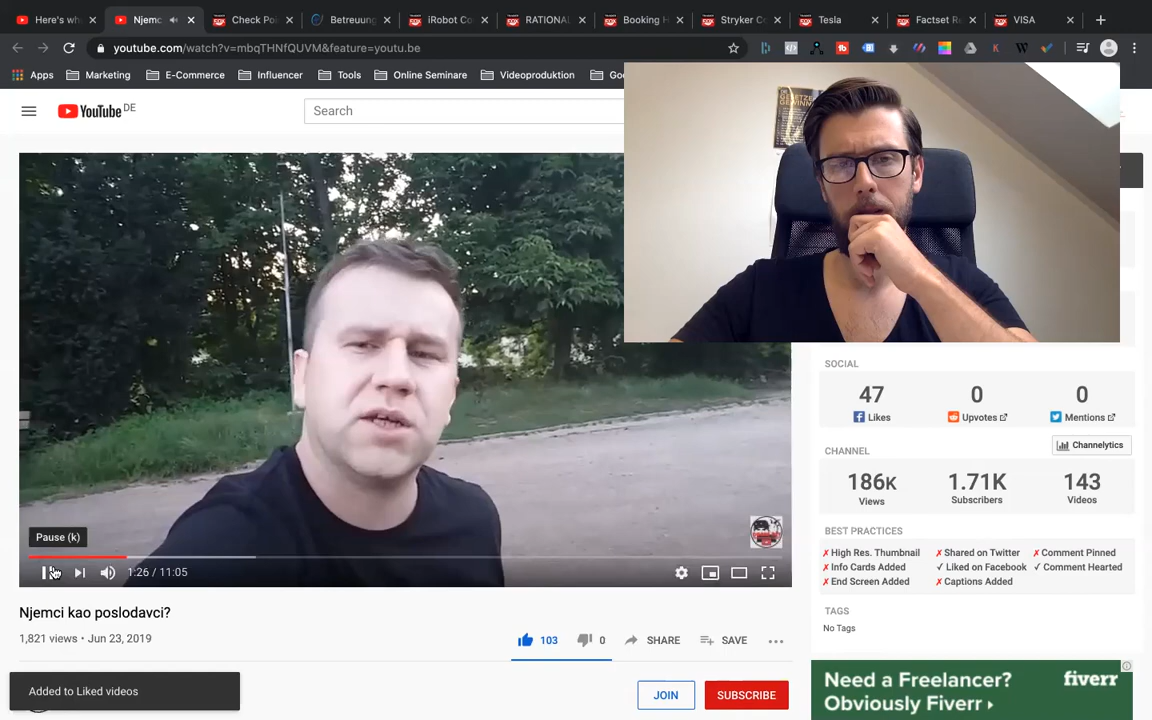 Here's wh
Njemc
Check Po
Betreuung
iRobot Co
RATIONAL
Booking H
Stryker C
Tesla
Factset R
VISA
youtube.com/watch?v=mbqTHNfQUVM&feature=youtu.be
Apps
Marketing
E-Commerce
Influencer
Tools
Online Seminare
Videoproduktion
Go
YouTube DE
Search
Pause (k)
1:26 / 11:05
Njemci kao poslodavci?
1,821 views • Jun 23, 2019
103
0
SHARE
SAVE
Added to Liked videos
JOIN
SUBSCRIBE
SOCIAL
47 0 0
Likes Upvotes Mentions
CHANNEL
Channelytics
186K 1.71K 143
Views Subscribers Videos
BEST PRACTICES
✗ High Res. Thumbnail ✗ Shared on Twitter ✗ Comment Pinned
✗ Info Cards Added ✓ Liked on Facebook ✓ Comment Hearted
✗ End Screen Added ✗ Captions Added
TAGS
No Tags
Need a Freelancer? fiverr
Obviously Fiverr